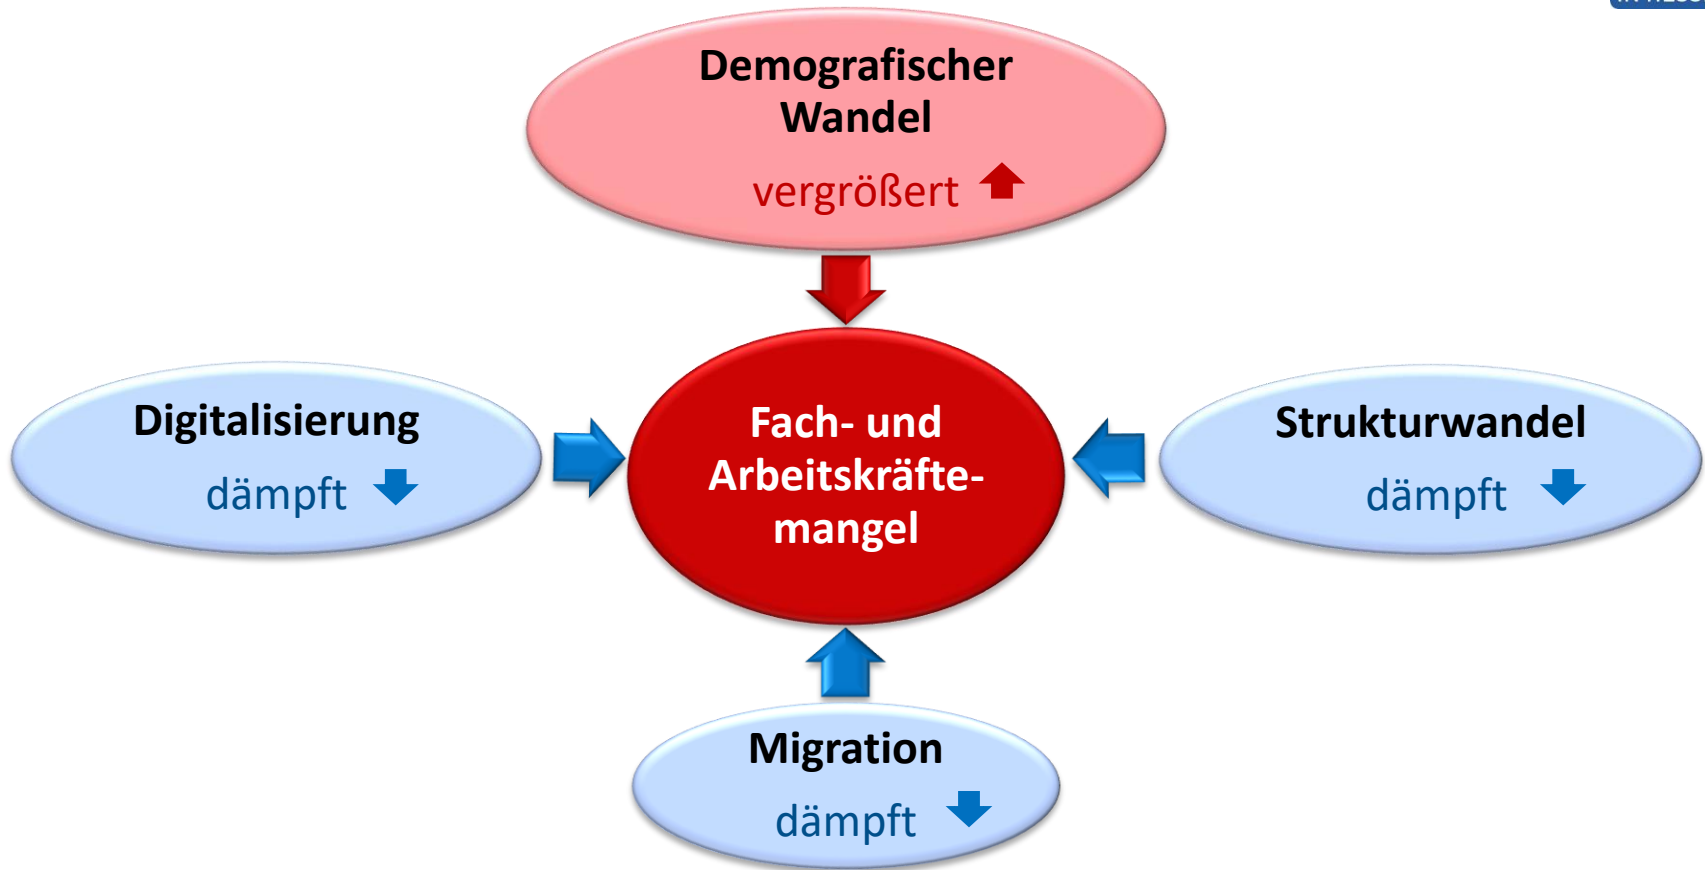 Demografischer
Wandel
vergrößert
Digitalisierung
dämpft
Fach- und
Arbeitskräfte-
mangel
Strukturwandel
dämpft
Migration
dämpft